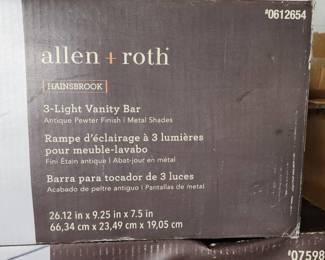 #0612654
allen + roth
HAINSBROOK
3-Light Vanity Bar
Antique Pewter Finish | Metal Shades
Rampe d'éclairage à 3 lumières
pour meuble-lavabo
Fini Étain antique | Abat-jour en métal
Barra para tocador de 3 luces
Acabado de peltre antiguo | Pantallas de metal
26.12 in x 9.25 in x 7.5 in
66,34 cm x 23,49 cm x 19,05 cm
#07598